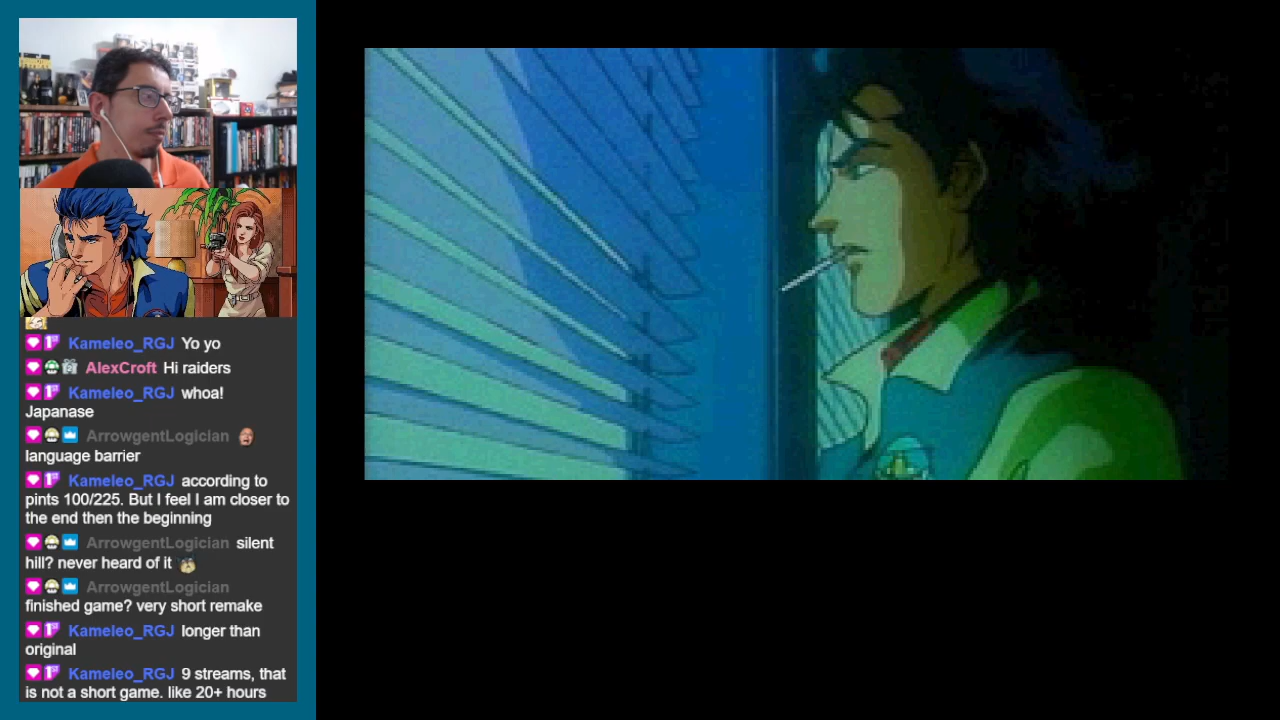 Kameleo_RGJ Yo yo
AlexCroft Hi raiders
Kameleo_RGJ whoa!
Japanase
ArrowgentLogician
language barrier
Kameleo_RGJ according to
pints 100/225. But I feel I am closer to
the end then the beginning
ArrowgentLogician silent
hill? never heard of it
ArrowgentLogician
finished game? very short remake
Kameleo_RGJ longer than
original
Kameleo_RGJ 9 streams, that
is not a short game. like 20+ hours